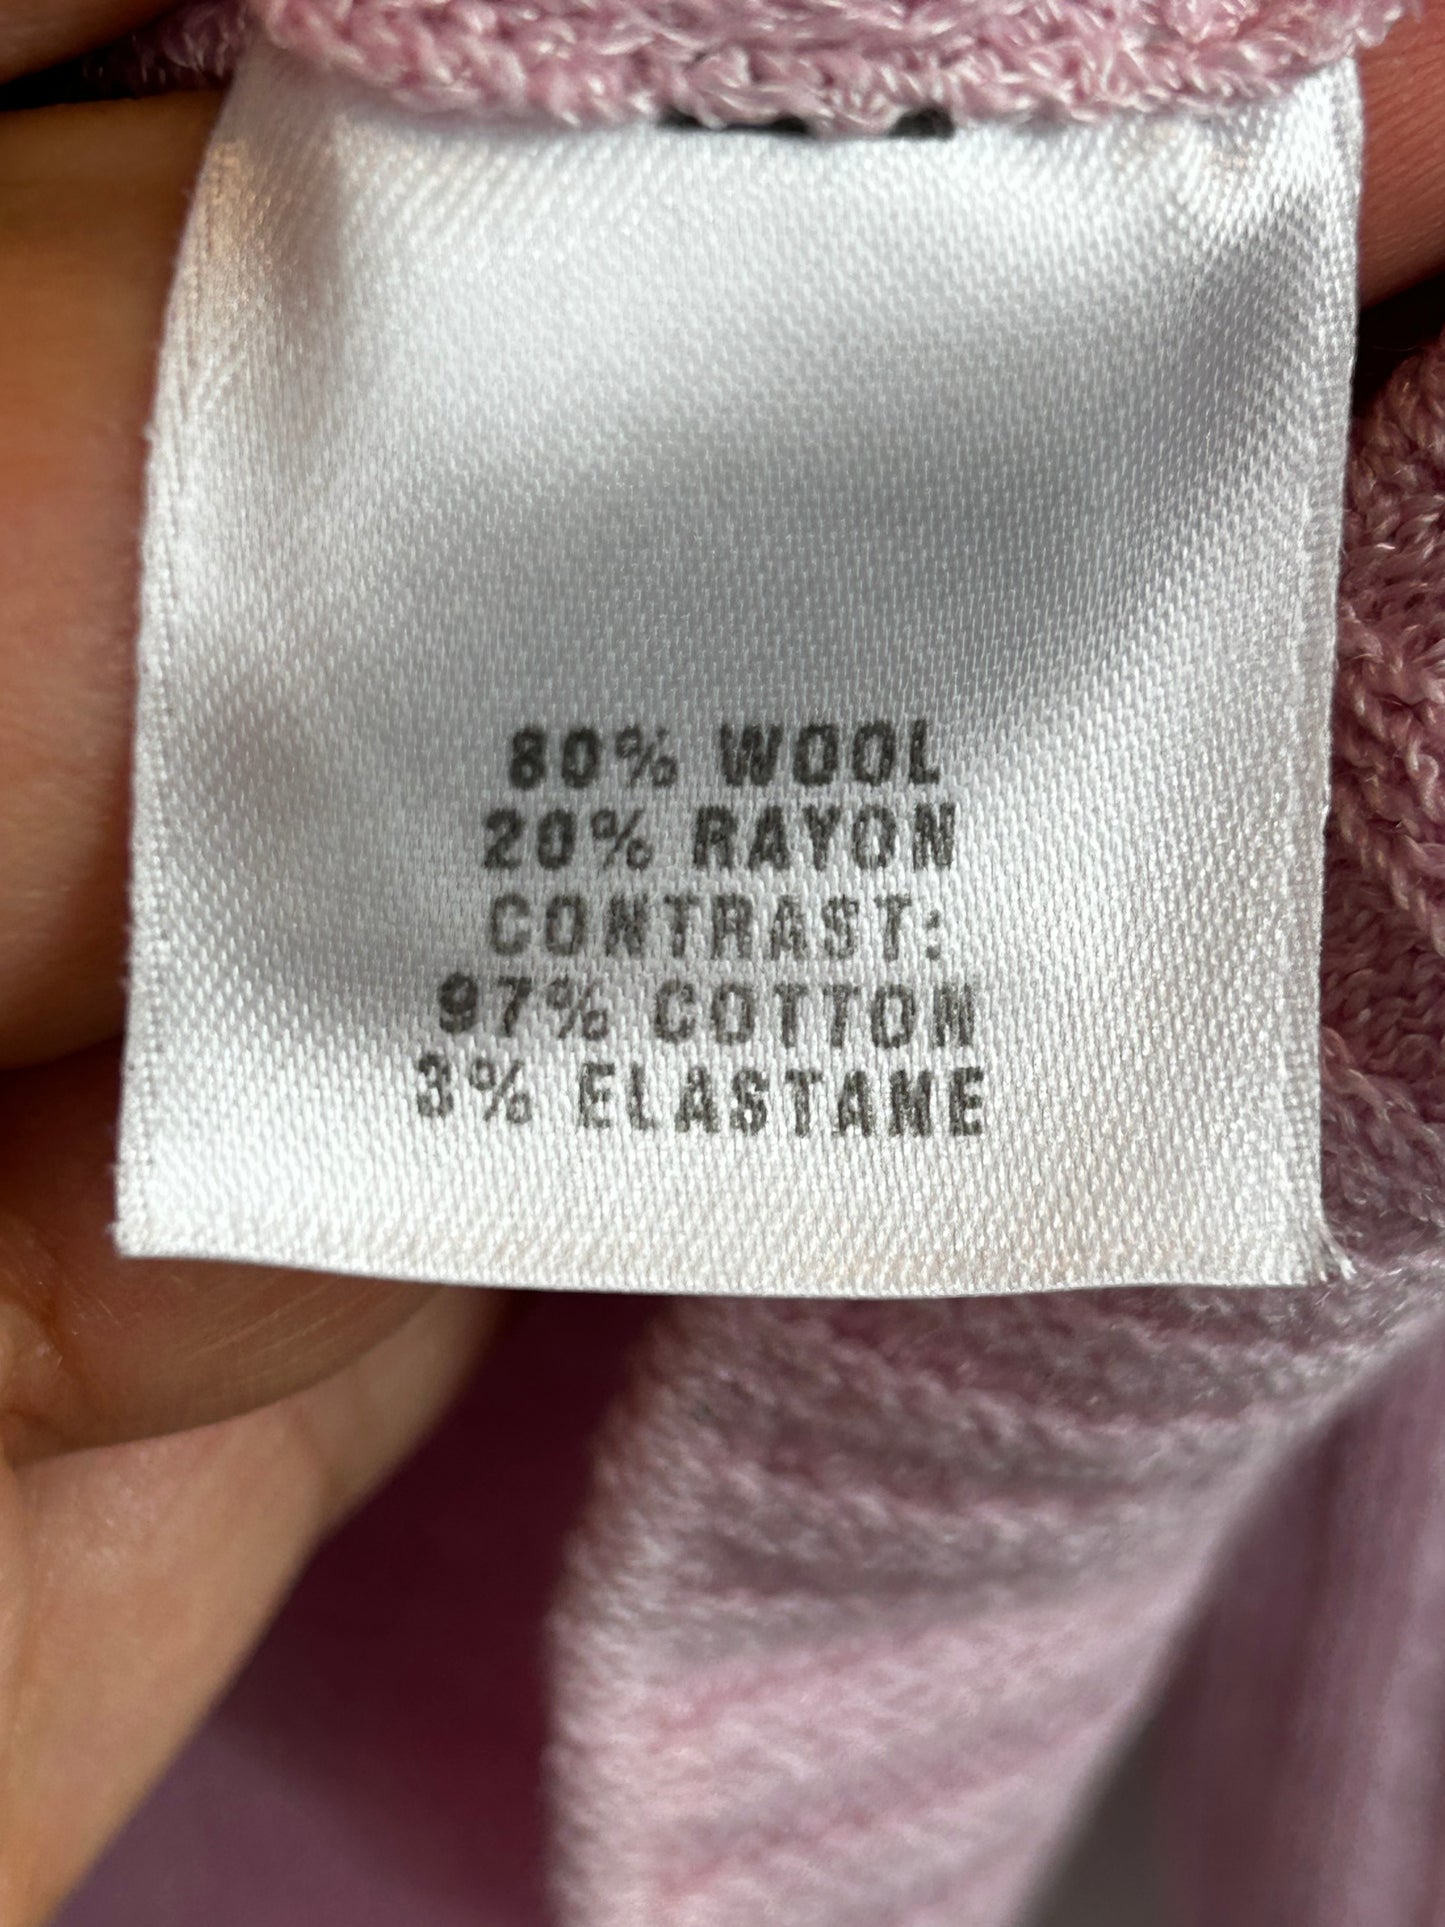 80% WOOL
20% RAYON
CONTRAST:
97% COTTON
3% ELASTANE